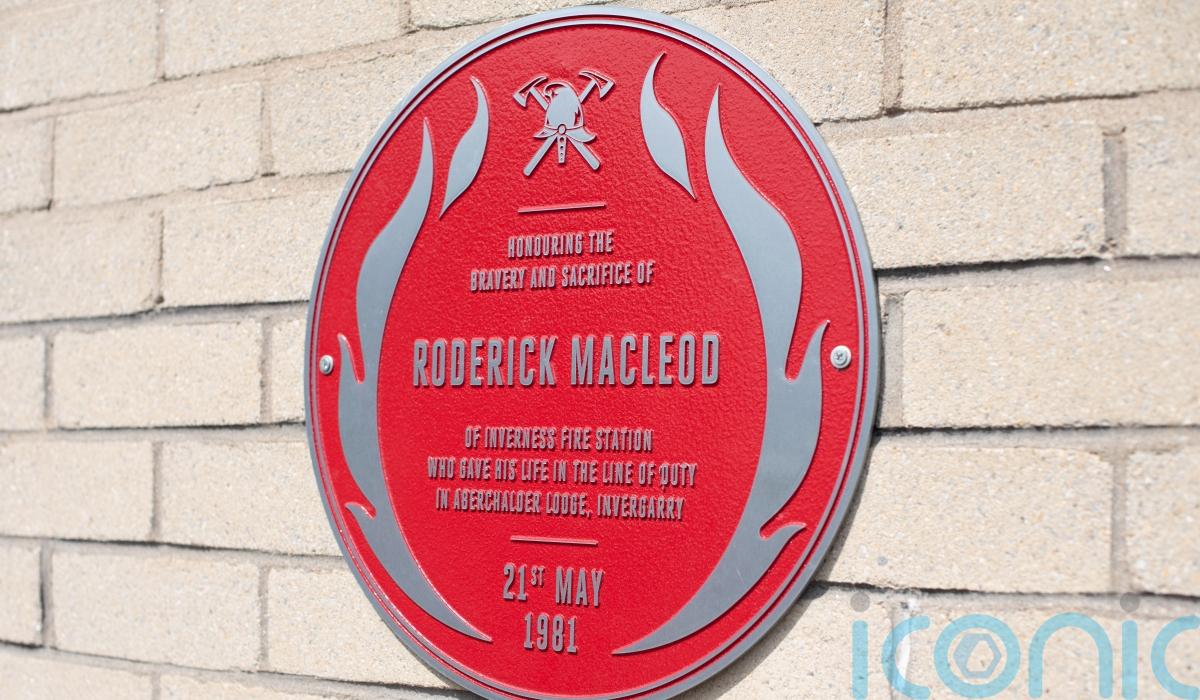 HONOURING THE
BRAVERY AND SACRIFICE OF
RODERICK MACLEOD
OF INVERNESS FIRE STATION
WHO GAVE HIS LIFE IN THE LINE OF DUTY
IN ABERCHALDER LODGE, INVERGARRY
21ST MAY
1981
iconic